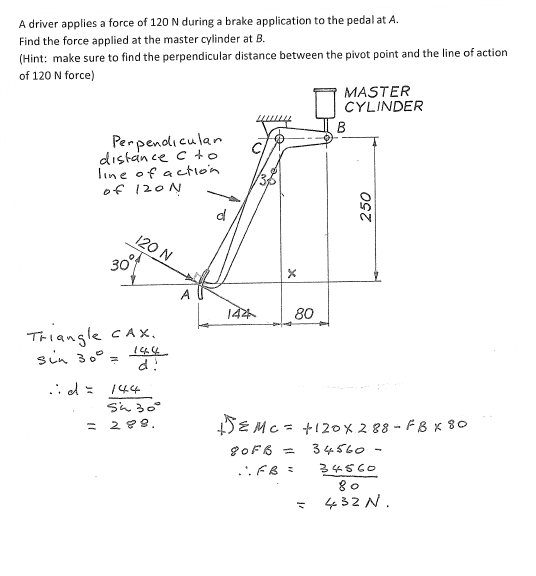 A driver applies a force of 120 N during a brake application to the pedal at A.
Find the force applied at the master cylinder at B.
(Hint: make sure to find the perpendicular distance between the pivot point and the line of action
of 120 N force)
MASTER
CYLINDER
B
Perpendicular
distance C to
line of action
of 120 N
C
30°
250
d
120 N
30°
A
x
144
80
Triangle CAX.
sin 30° = 144
d
∴ d = 144
Sin 30°
= 288.
+ΣMc = +120 x 288 - FB x 80
80FB = 34560 -
∴ FB = 34560
80
= 432 N.